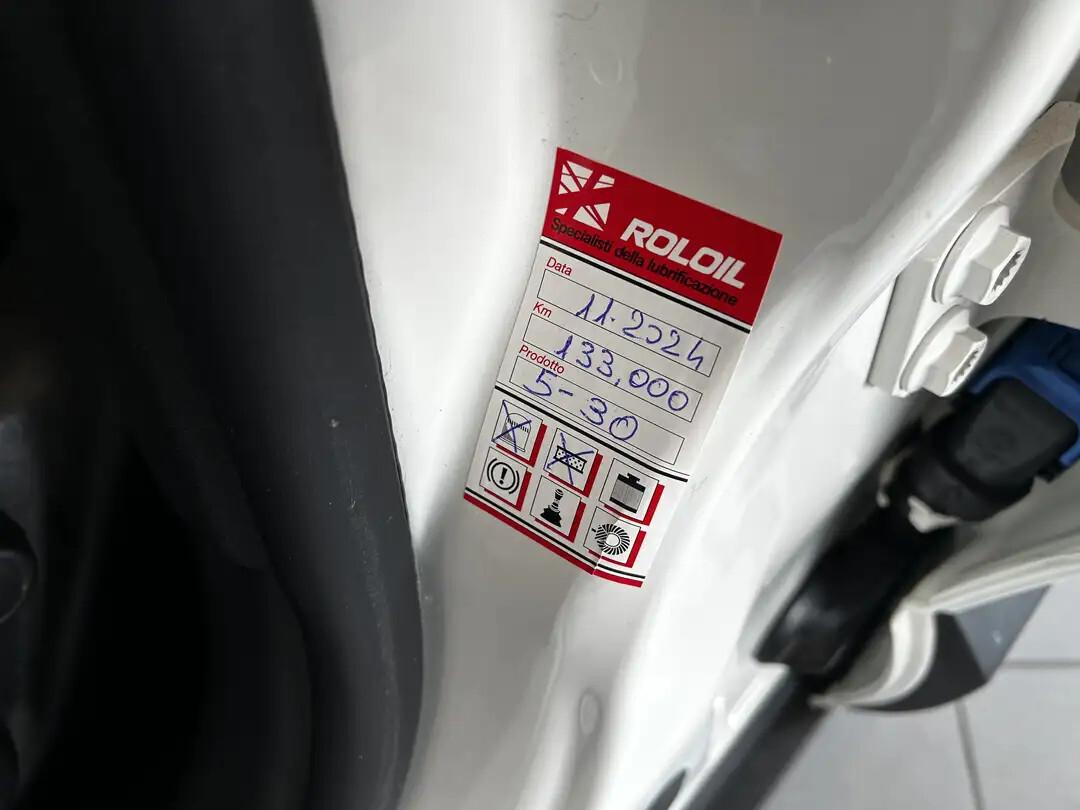 ROLOIL
Specialisti della lubrificazione
Data
11.2024
Km
133.000
Prodotto
5-30